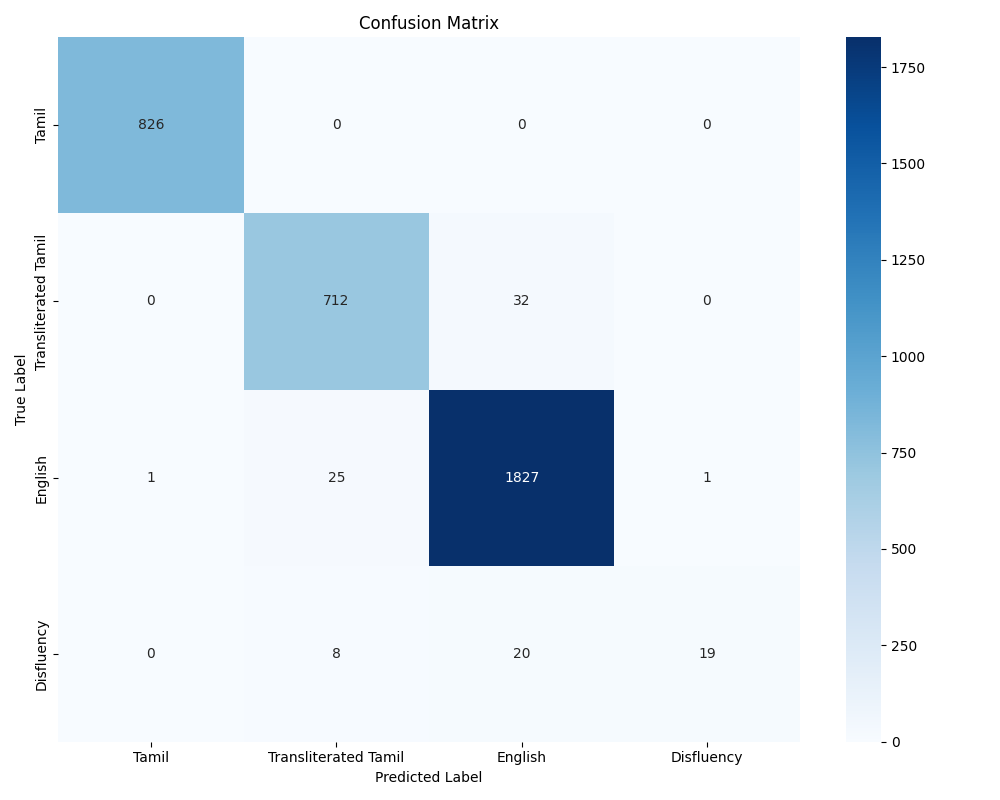 Confusion Matrix
True Label
Tamil 826 0 0 0
Transliterated Tamil 0 712 32 0
English 1 25 1827 1
Disfluency 0 8 20 19
Tamil Transliterated Tamil English Disfluency
Predicted Label
1750
1500
1250
1000
750
500
250
0